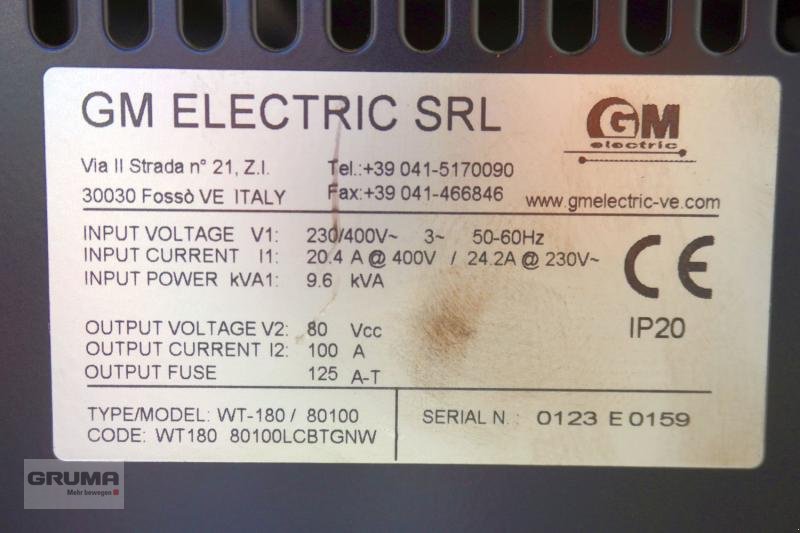 GM ELECTRIC SRL
GM
electric
Via II Strada n° 21, Z.I. Tel.:+39 041-5170090
30030 Fossò VE ITALY Fax:+39 041-466846 www.gmelectric-ve.com
INPUT VOLTAGE V1: 230/400V~ 3~ 50-60Hz
INPUT CURRENT I1: 20.4 A @ 400V / 24.2A @ 230V~
INPUT POWER kVA1: 9.6 kVA
CE
IP20
OUTPUT VOLTAGE V2: 80 Vcc
OUTPUT CURRENT I2: 100 A
OUTPUT FUSE 125 A-T
TYPE/MODEL: WT-180 / 80100
CODE: WT180 80100LCBTGNW
SERIAL N.: 0123 E 0159
GRUMA
Mehr bewegen